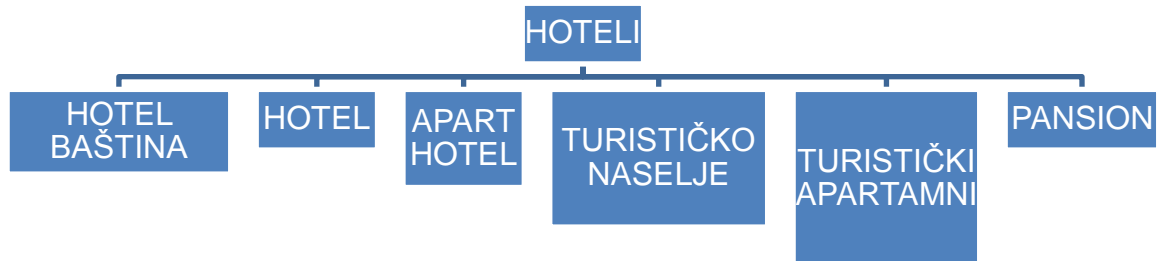 HOTELI
HOTEL
BAŠTINA
HOTEL
APART
HOTEL
TURISTIČKO
NASELJE
TURISTIČKI
APARTAMNI
PANSION